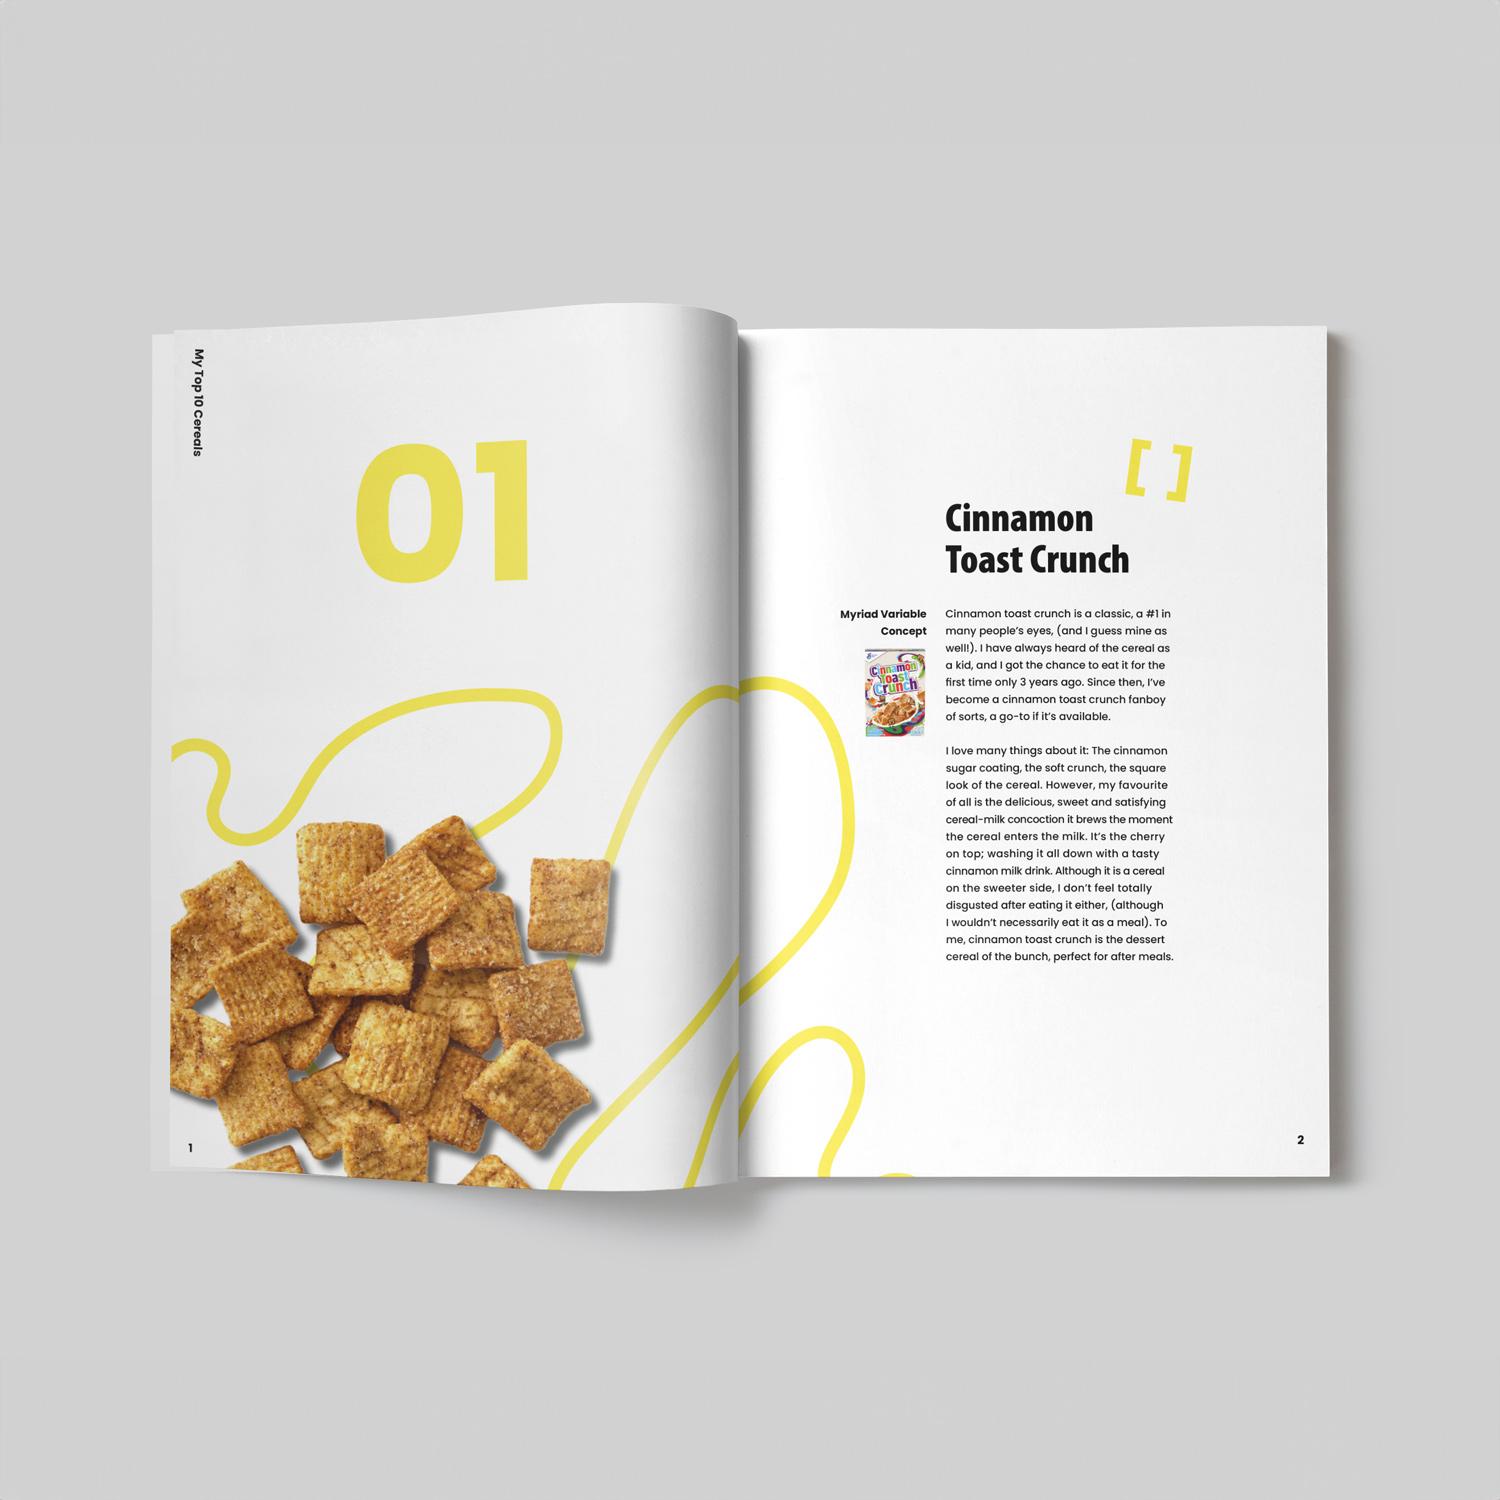 My Top 10 Cereals
01
1
[ ]
Cinnamon
Toast Crunch
Myriad Variable
Concept
Cinnamon
Toast
Crunch
Cinnamon toast crunch is a classic, a #1 in
many people's eyes, (and I guess mine as
well!). I have always heard of the cereal as
a kid, and I got the chance to eat it for the
first time only 3 years ago. Since then, I've
become a cinnamon toast crunch fanboy
of sorts, a go-to if it's available.
I love many things about it: The cinnamon
sugar coating, the soft crunch, the square
look of the cereal. However, my favourite
of all is the delicious, sweet and satisfying
cereal-milk concoction it brews the moment
the cereal enters the milk. It's the cherry
on top; washing it all down with a tasty
cinnamon milk drink. Although it is a cereal
on the sweeter side, I don't feel totally
disgusted after eating it either, (although
I wouldn't necessarily eat it as a meal). To
me, cinnamon toast crunch is the dessert
cereal of the bunch, perfect for after meals.
2